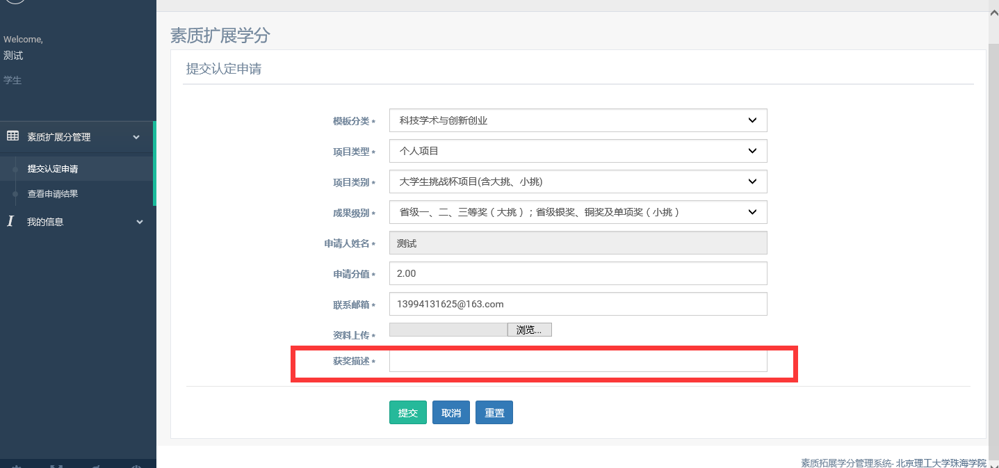 Welcome,
测试
学生
素质扩展分管理
提交认定申请
查看申请结果
I 我的信息
素质扩展学分
提交认定申请
模板分类 * 科技学术与创新创业
项目类型 * 个人项目
项目类别 * 大学生挑战杯项目(含大挑、小挑)
成果级别 * 省级一、二、三等奖（大挑）；省级银奖、铜奖及单项奖（小挑）
申请人姓名 * 测试
申请分值 * 2.00
联系邮箱 * 13994131625@163.com
资料上传 * 浏览...
获奖描述 *
提交 取消 重置
素质拓展学分管理系统- 北京理工大学珠海学院